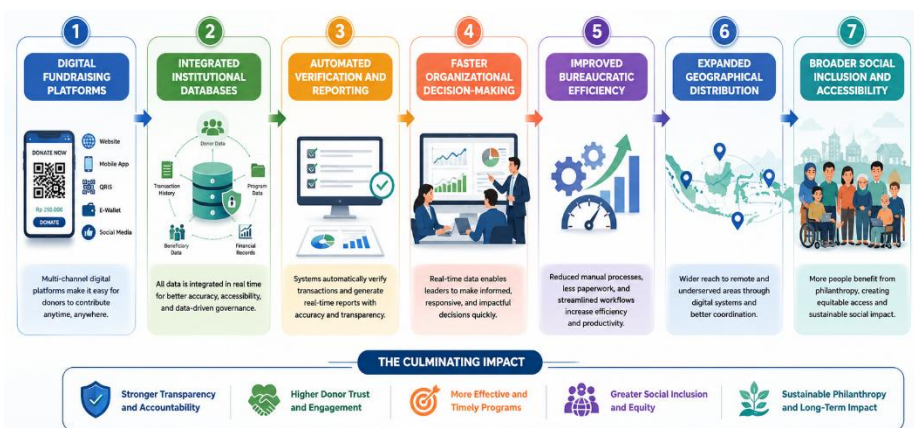 1
DIGITAL
FUNDRAISING
PLATFORMS
DONATE NOW
Rp 250.000
DONATE
Website
Mobile App
QRIS
E-Wallet
Social Media
Multi-channel digital
platforms make it easy for
donors to contribute
anytime, anywhere.
2
INTEGRATED
INSTITUTIONAL
DATABASES
Donor Data
Transaction
History
Program
Data
Beneficiary
Data
Financial
Records
All data is integrated in real time
for better accuracy, accessibility,
and data-driven governance.
3
AUTOMATED
VERIFICATION AND
REPORTING
Systems automatically verify
transactions and generate
real-time reports with
accuracy and transparency.
4
FASTER
ORGANIZATIONAL
DECISION-MAKING
Real-time data enables
leaders to make informed,
responsive, and impactful
decisions quickly.
5
IMPROVED
BUREAUCRATIC
EFFICIENCY
Reduced manual processes,
less paperwork, and
streamlined workflows
increase efficiency
and productivity.
6
EXPANDED
GEOGRAPHICAL
DISTRIBUTION
Wider reach to remote and
underserved areas through
digital systems and
better coordination.
7
BROADER SOCIAL
INCLUSION AND
ACCESSIBILITY
More people benefit from
philanthropy, creating
equitable access and
sustainable social impact.
THE CULMINATING IMPACT
Stronger Transparency
and Accountability
Higher Donor Trust
and Engagement
More Effective and
Timely Programs
Greater Social Inclusion
and Equity
Sustainable Philanthropy
and Long-Term Impact